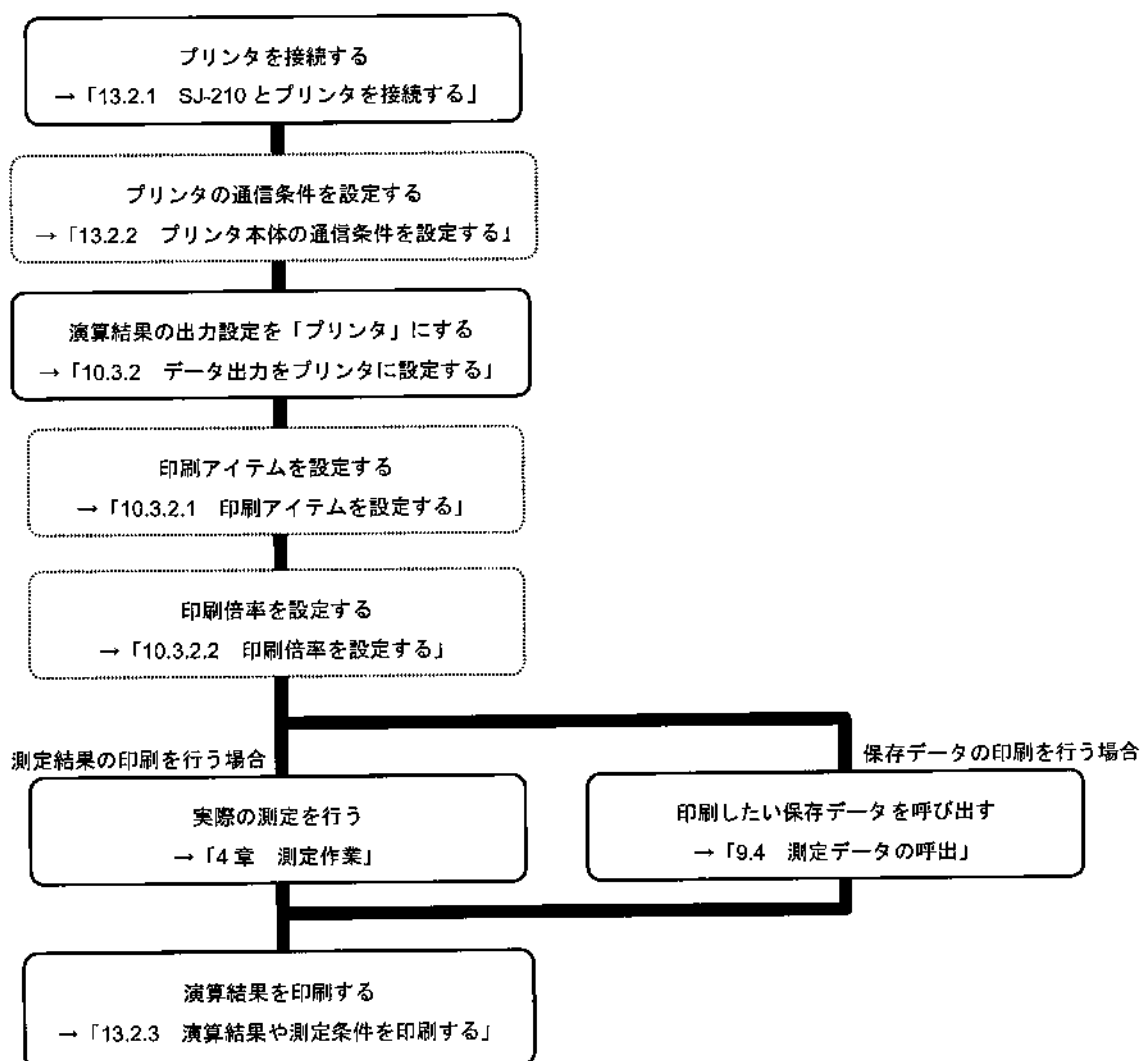 プリンタを接続する
→「13.2.1 SJ-210 とプリンタを接続する」
プリンタの通信条件を設定する
→「13.2.2 プリンタ本体の通信条件を設定する」
演算結果の出力設定を「プリンタ」にする
→「10.3.2 データ出力をプリンタに設定する」
印刷アイテムを設定する
→「10.3.2.1 印刷アイテムを設定する」
印刷倍率を設定する
→「10.3.2.2 印刷倍率を設定する」
測定結果の印刷を行う場合
実際の測定を行う
→「4 章 測定作業」
保存データの印刷を行う場合
印刷したい保存データを呼び出す
→「9.4 測定データの呼出」
演算結果を印刷する
→「13.2.3 演算結果や測定条件を印刷する」